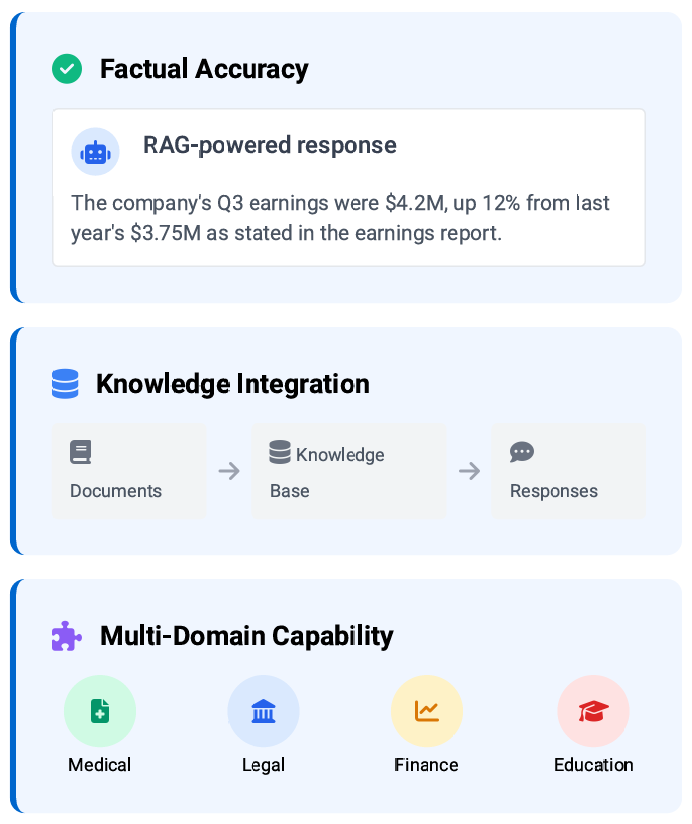 Factual Accuracy
RAG-powered response
The company's Q3 earnings were $4.2M, up 12% from last
year's $3.75M as stated in the earnings report.
Knowledge Integration
Documents
Knowledge
Base
Responses
Multi-Domain Capability
Medical
Legal
Finance
Education